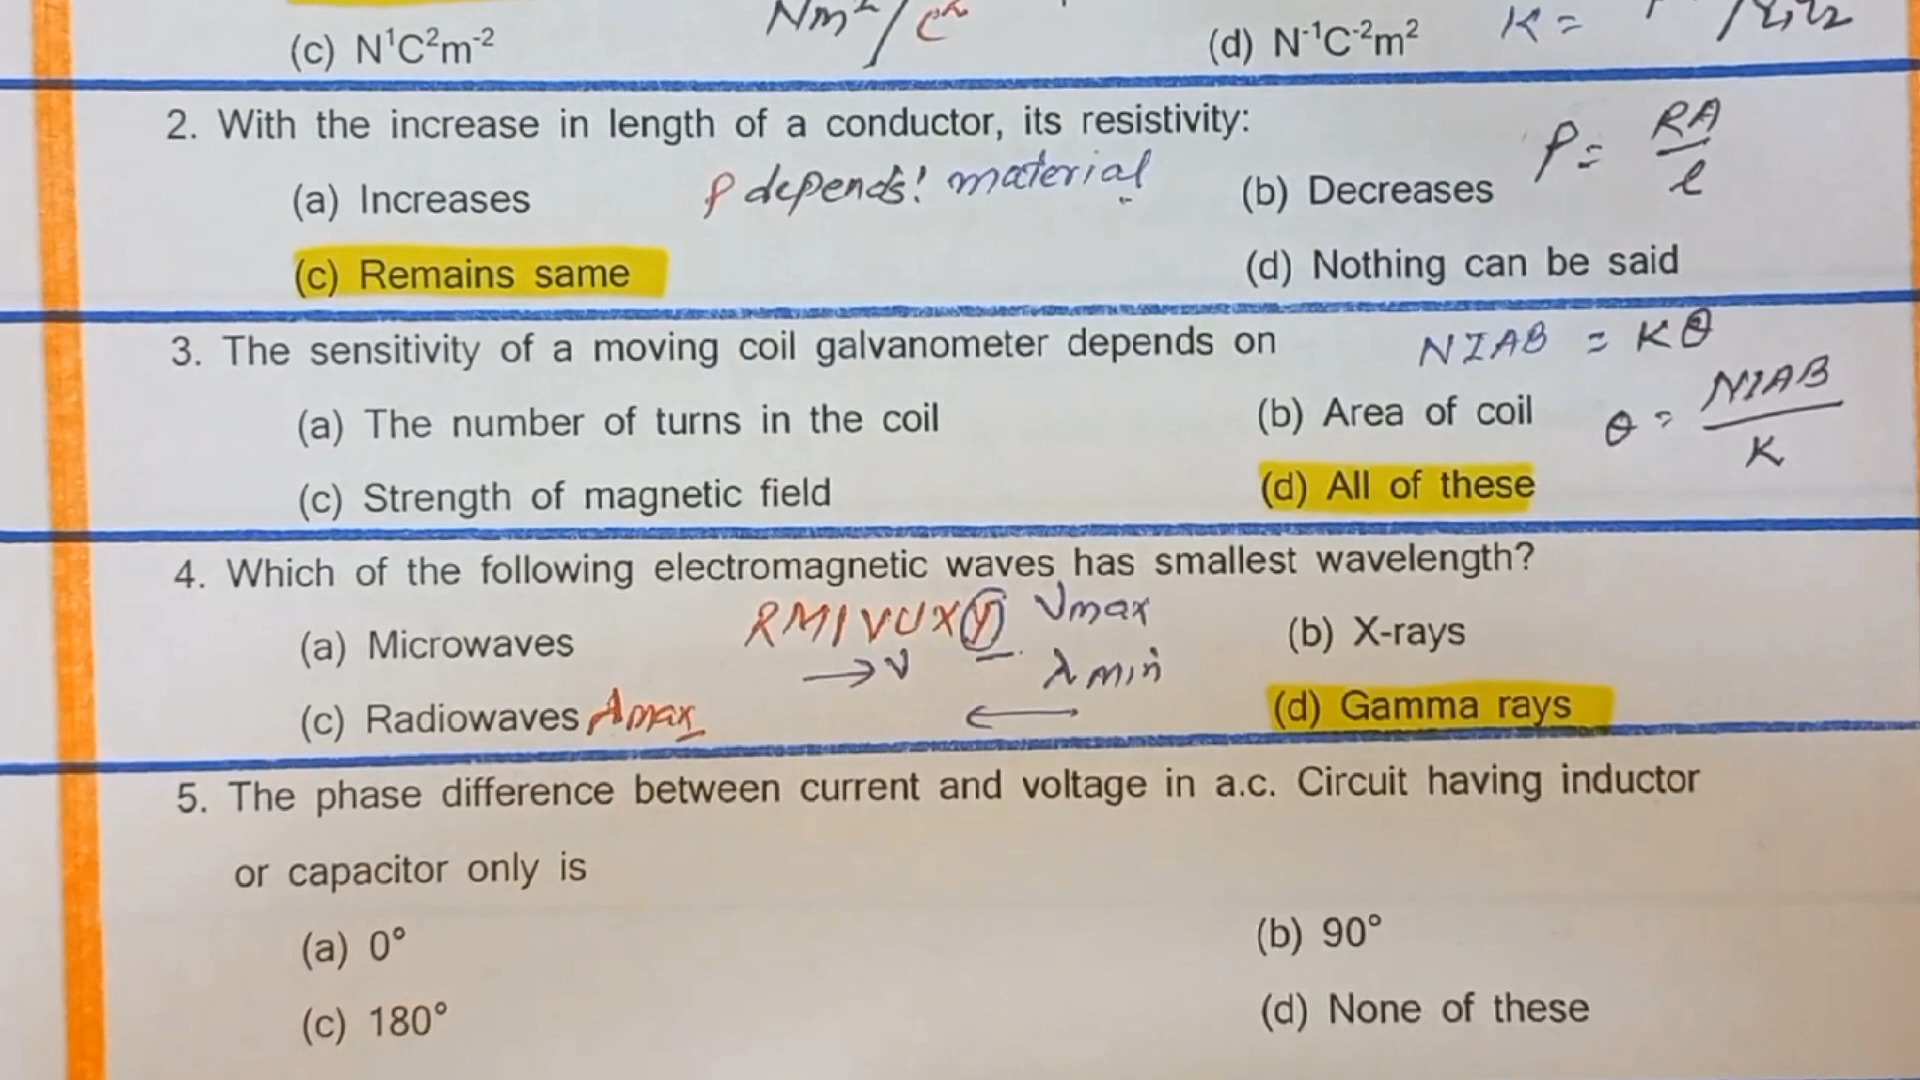 Nm²/C²
K =
(c) N¹C²m⁻² (d) N⁻¹C⁻²m²
2. With the increase in length of a conductor, its resistivity:
ρ = RA/l
(a) Increases ρ depends! material (b) Decreases
(c) Remains same (d) Nothing can be said
3. The sensitivity of a moving coil galvanometer depends on NIAB = Kθ
(a) The number of turns in the coil (b) Area of coil θ = NIAB/K
(c) Strength of magnetic field (d) All of these
4. Which of the following electromagnetic waves has smallest wavelength?
RMIVUXγ νmax
(a) Microwaves → ν λmin (b) X-rays
(c) Radiowaves λmax ← (d) Gamma rays
5. The phase difference between current and voltage in a.c. Circuit having inductor
or capacitor only is
(a) 0° (b) 90°
(c) 180° (d) None of these